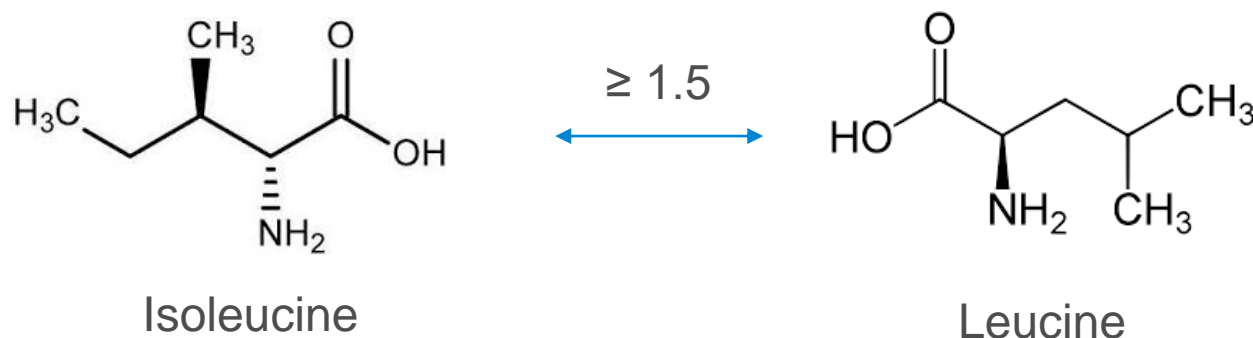 CH₃
O
H₃C
OH
NH₂
Isoleucine
≥ 1.5
O
HO
CH₃
NH₂
CH₃
Leucine